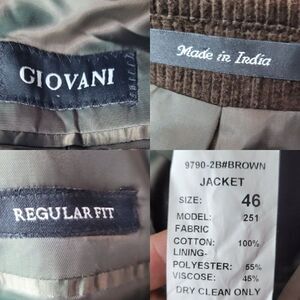 GIOVANI
Made in India
REGULAR FIT
9790-2B#BROWN
JACKET
SIZE: 46
MODEL: 251
FABRIC
COTTON: 100%
LINING-
POLYESTER: 55%
VISCOSE: 45%
DRY CLEAN ONLY